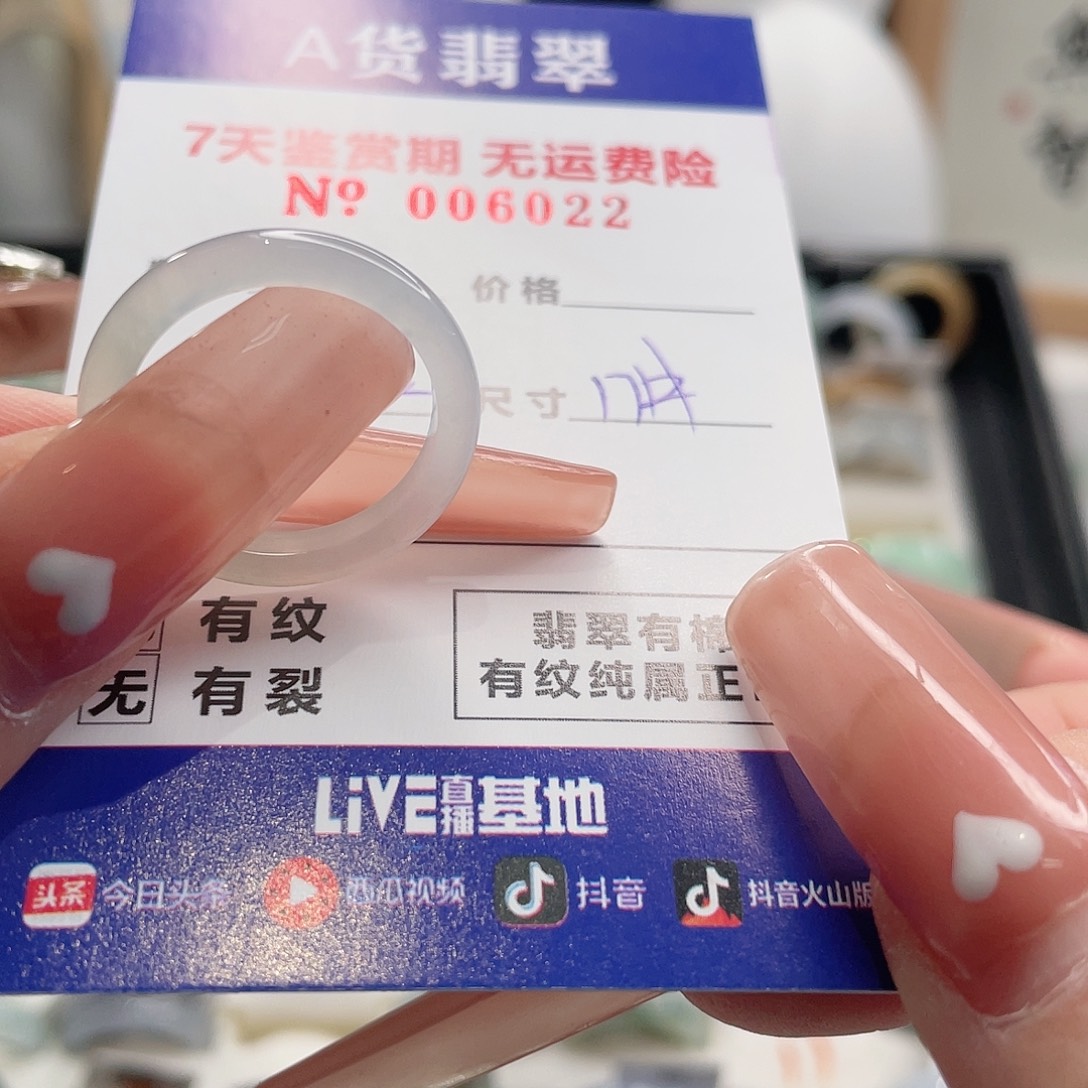 A货翡翠
7天鉴赏期 无运费险
Nº 006022
价格
尺寸 17#
有纹
无 有裂
翡翠有棉
有纹纯属正
LiVE直播基地
头条 今日头条 西瓜视频 抖音 抖音火山版